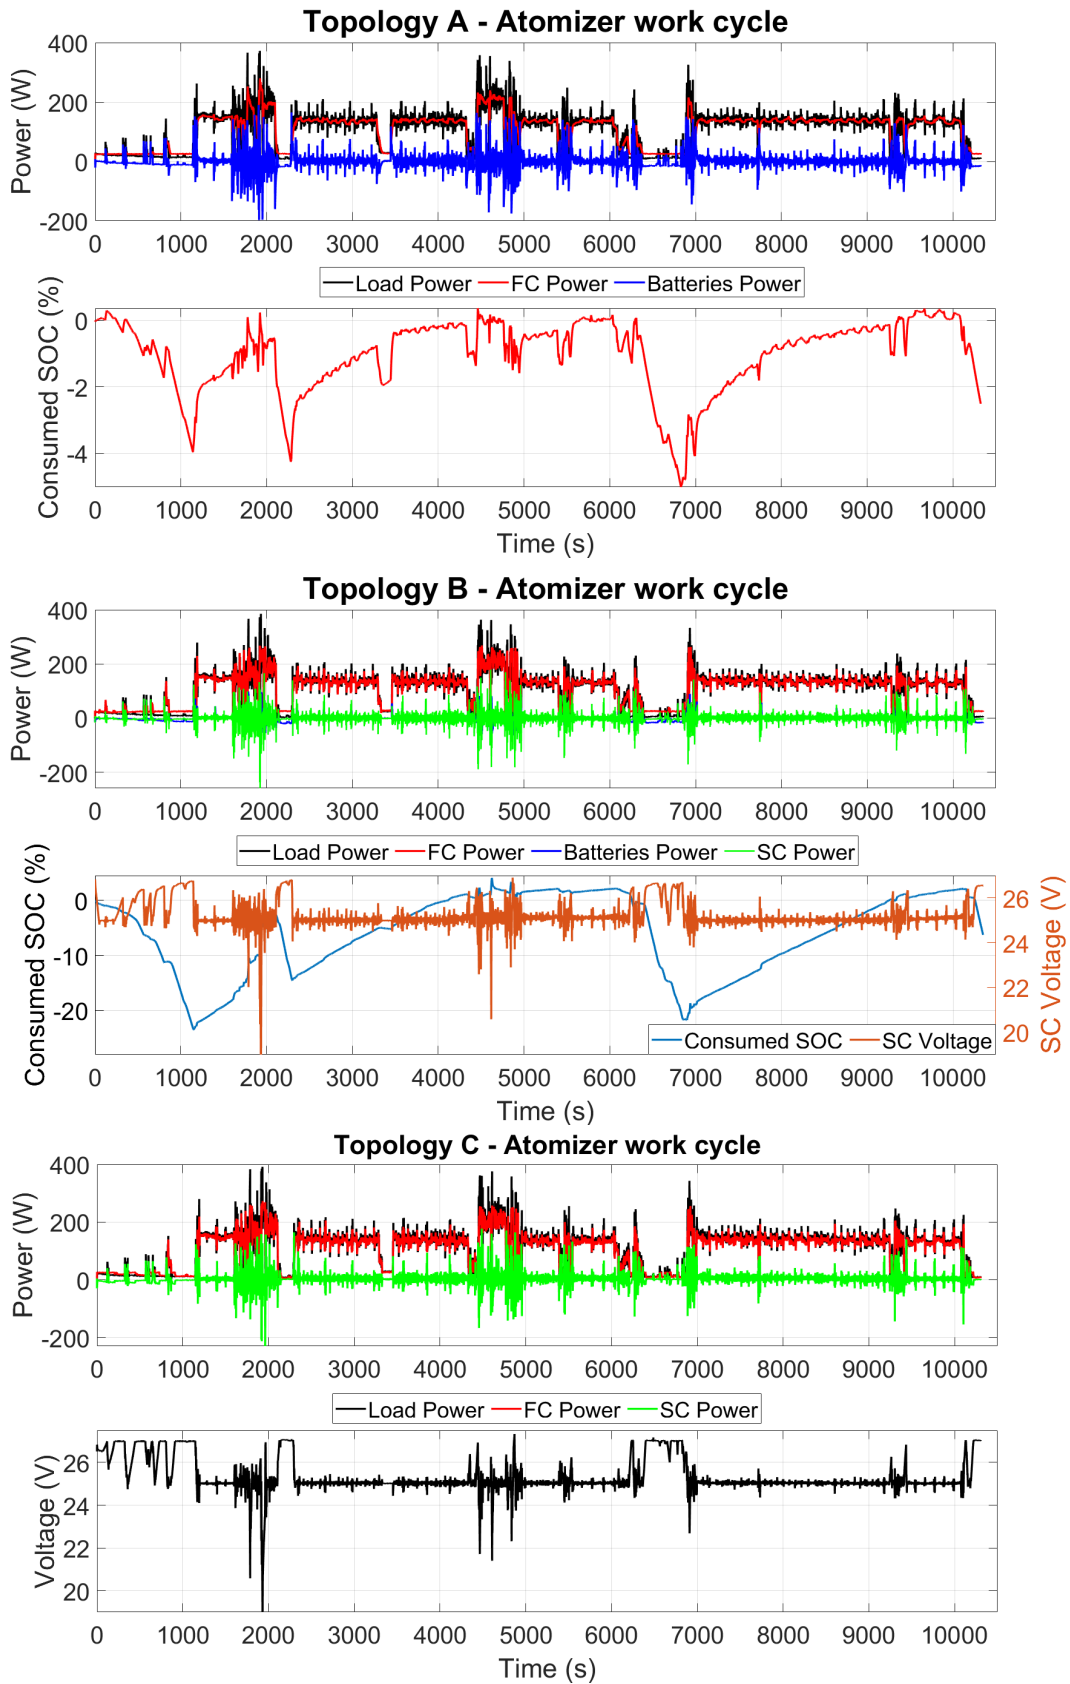 Topology A - Atomizer work cycle
Power (W)
400
200
0
-200
0 1000 2000 3000 4000 5000 6000 7000 8000 9000 10000
Load Power FC Power Batteries Power
Consumed SOC (%)
0
-2
-4
0 1000 2000 3000 4000 5000 6000 7000 8000 9000 10000
Time (s)
Topology B - Atomizer work cycle
Power (W)
400
200
0
-200
0 1000 2000 3000 4000 5000 6000 7000 8000 9000 10000
Load Power FC Power Batteries Power SC Power
Consumed SOC (%)
0
-10
-20
26
24
22
20
SC Voltage (V)
Consumed SOC SC Voltage
0 1000 2000 3000 4000 5000 6000 7000 8000 9000 10000
Time (s)
Topology C - Atomizer work cycle
Power (W)
400
200
0
-200
0 1000 2000 3000 4000 5000 6000 7000 8000 9000 10000
Load Power FC Power SC Power
Voltage (V)
26
24
22
20
0 1000 2000 3000 4000 5000 6000 7000 8000 9000 10000
Time (s)